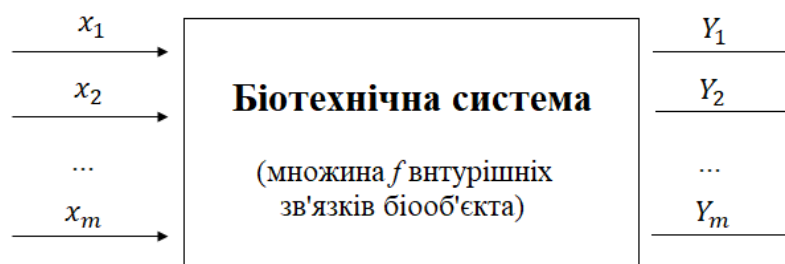 x₁ Y₁
x₂ Біотехнічна система Y₂
... (множина f внтурішніх ...
зв'язків біооб'єкта)
xₘ Yₘ